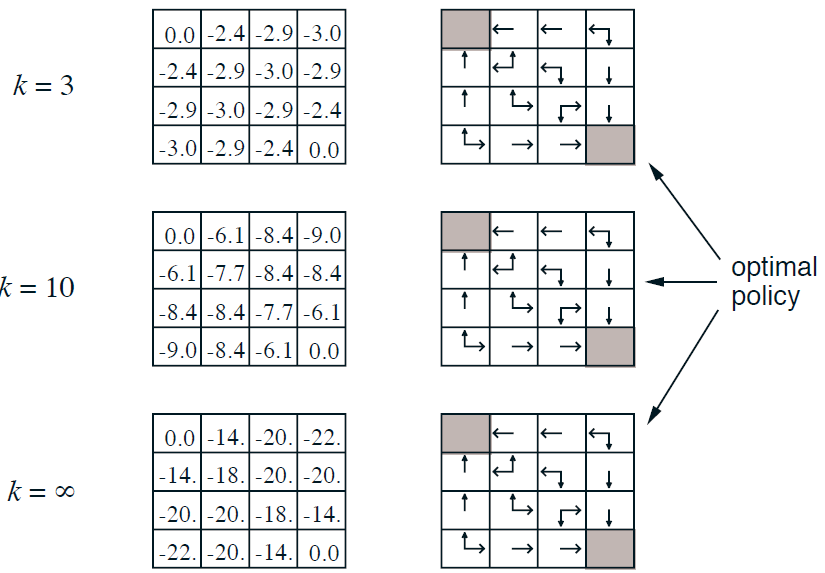 0.0 -2.4 -2.9 -3.0
k = 3
-2.4 -2.9 -3.0 -2.9
-2.9 -3.0 -2.9 -2.4
-3.0 -2.9 -2.4 0.0
0.0 -6.1 -8.4 -9.0
k = 10
-6.1 -7.7 -8.4 -8.4
-8.4 -8.4 -7.7 -6.1
-9.0 -8.4 -6.1 0.0
optimal
policy
0.0 -14. -20. -22.
k = ∞
-14. -18. -20. -20.
-20. -20. -18. -14.
-22. -20. -14. 0.0